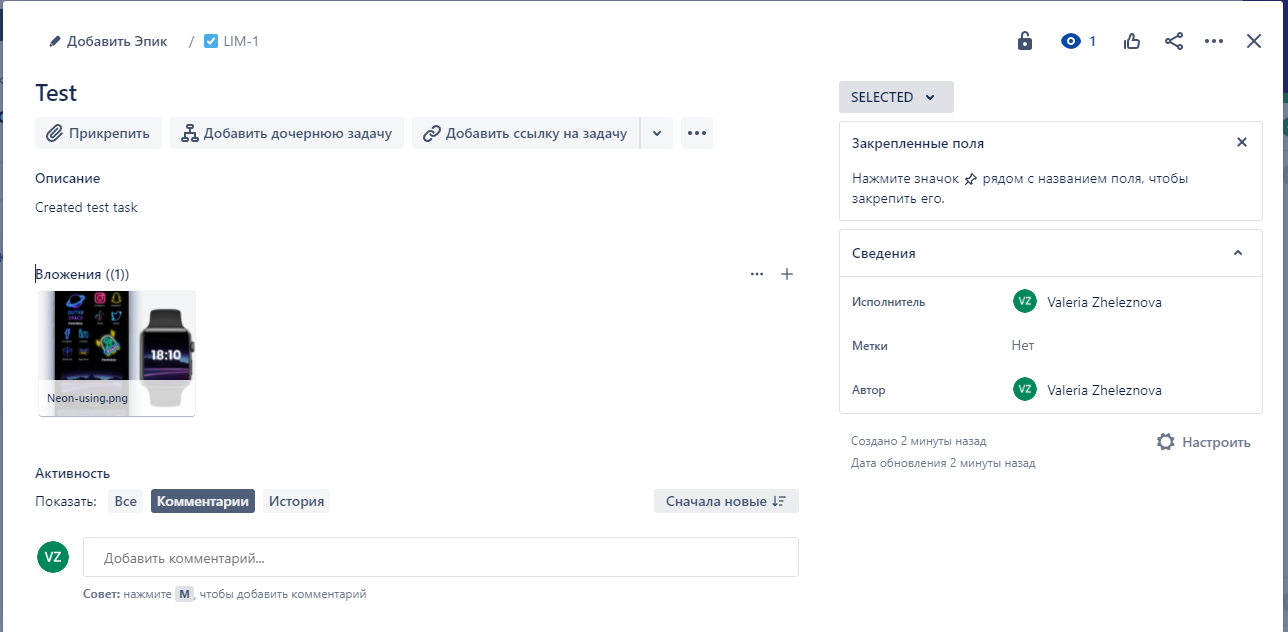 Добавить Эпик / LIM-1
1
Test
SELECTED
Прикрепить
Добавить дочернюю задачу
Добавить ссылку на задачу
Закрепленные поля
Нажмите значок рядом с названием поля, чтобы
закрепить его.
Описание
Created test task
Вложения ((1))
OUTER
SPACE
18:10
Neon-using.png
Сведения
Исполнитель VZ Valeria Zheleznova
Метки Нет
Автор VZ Valeria Zheleznova
Создано 2 минуты назад
Дата обновления 2 минуты назад
Настроить
Активность
Показать: Все Комментарии История
Сначала новые
VZ Добавить комментарий...
Совет: нажмите M, чтобы добавить комментарий